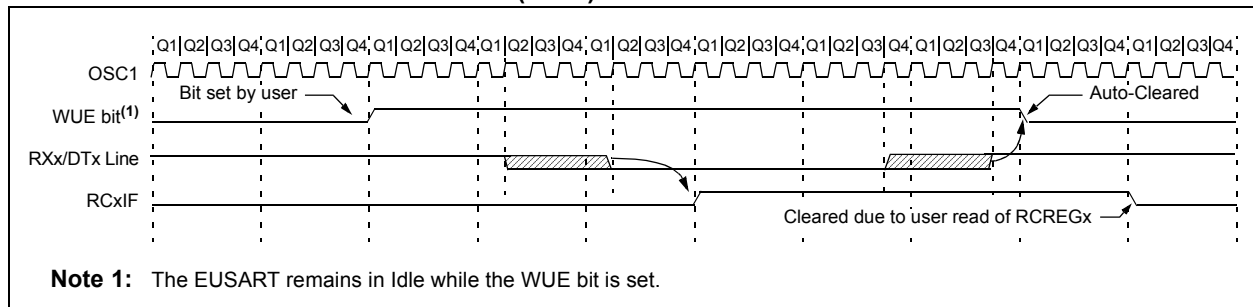 Q1 Q2 Q3 Q4 Q1 Q2 Q3 Q4 Q1 Q2 Q3 Q4 Q1 Q2 Q3 Q4 Q1 Q2 Q3 Q4 Q1 Q2 Q3 Q4 Q1 Q2 Q3 Q4 Q1 Q2 Q3 Q4 Q1 Q2 Q3 Q4 Q1 Q2 Q3 Q4
OSC1
Bit set by user
Auto-Cleared
WUE bit(1)
RXx/DTx Line
RCxIF
Cleared due to user read of RCREGx
Note 1: The EUSART remains in Idle while the WUE bit is set.